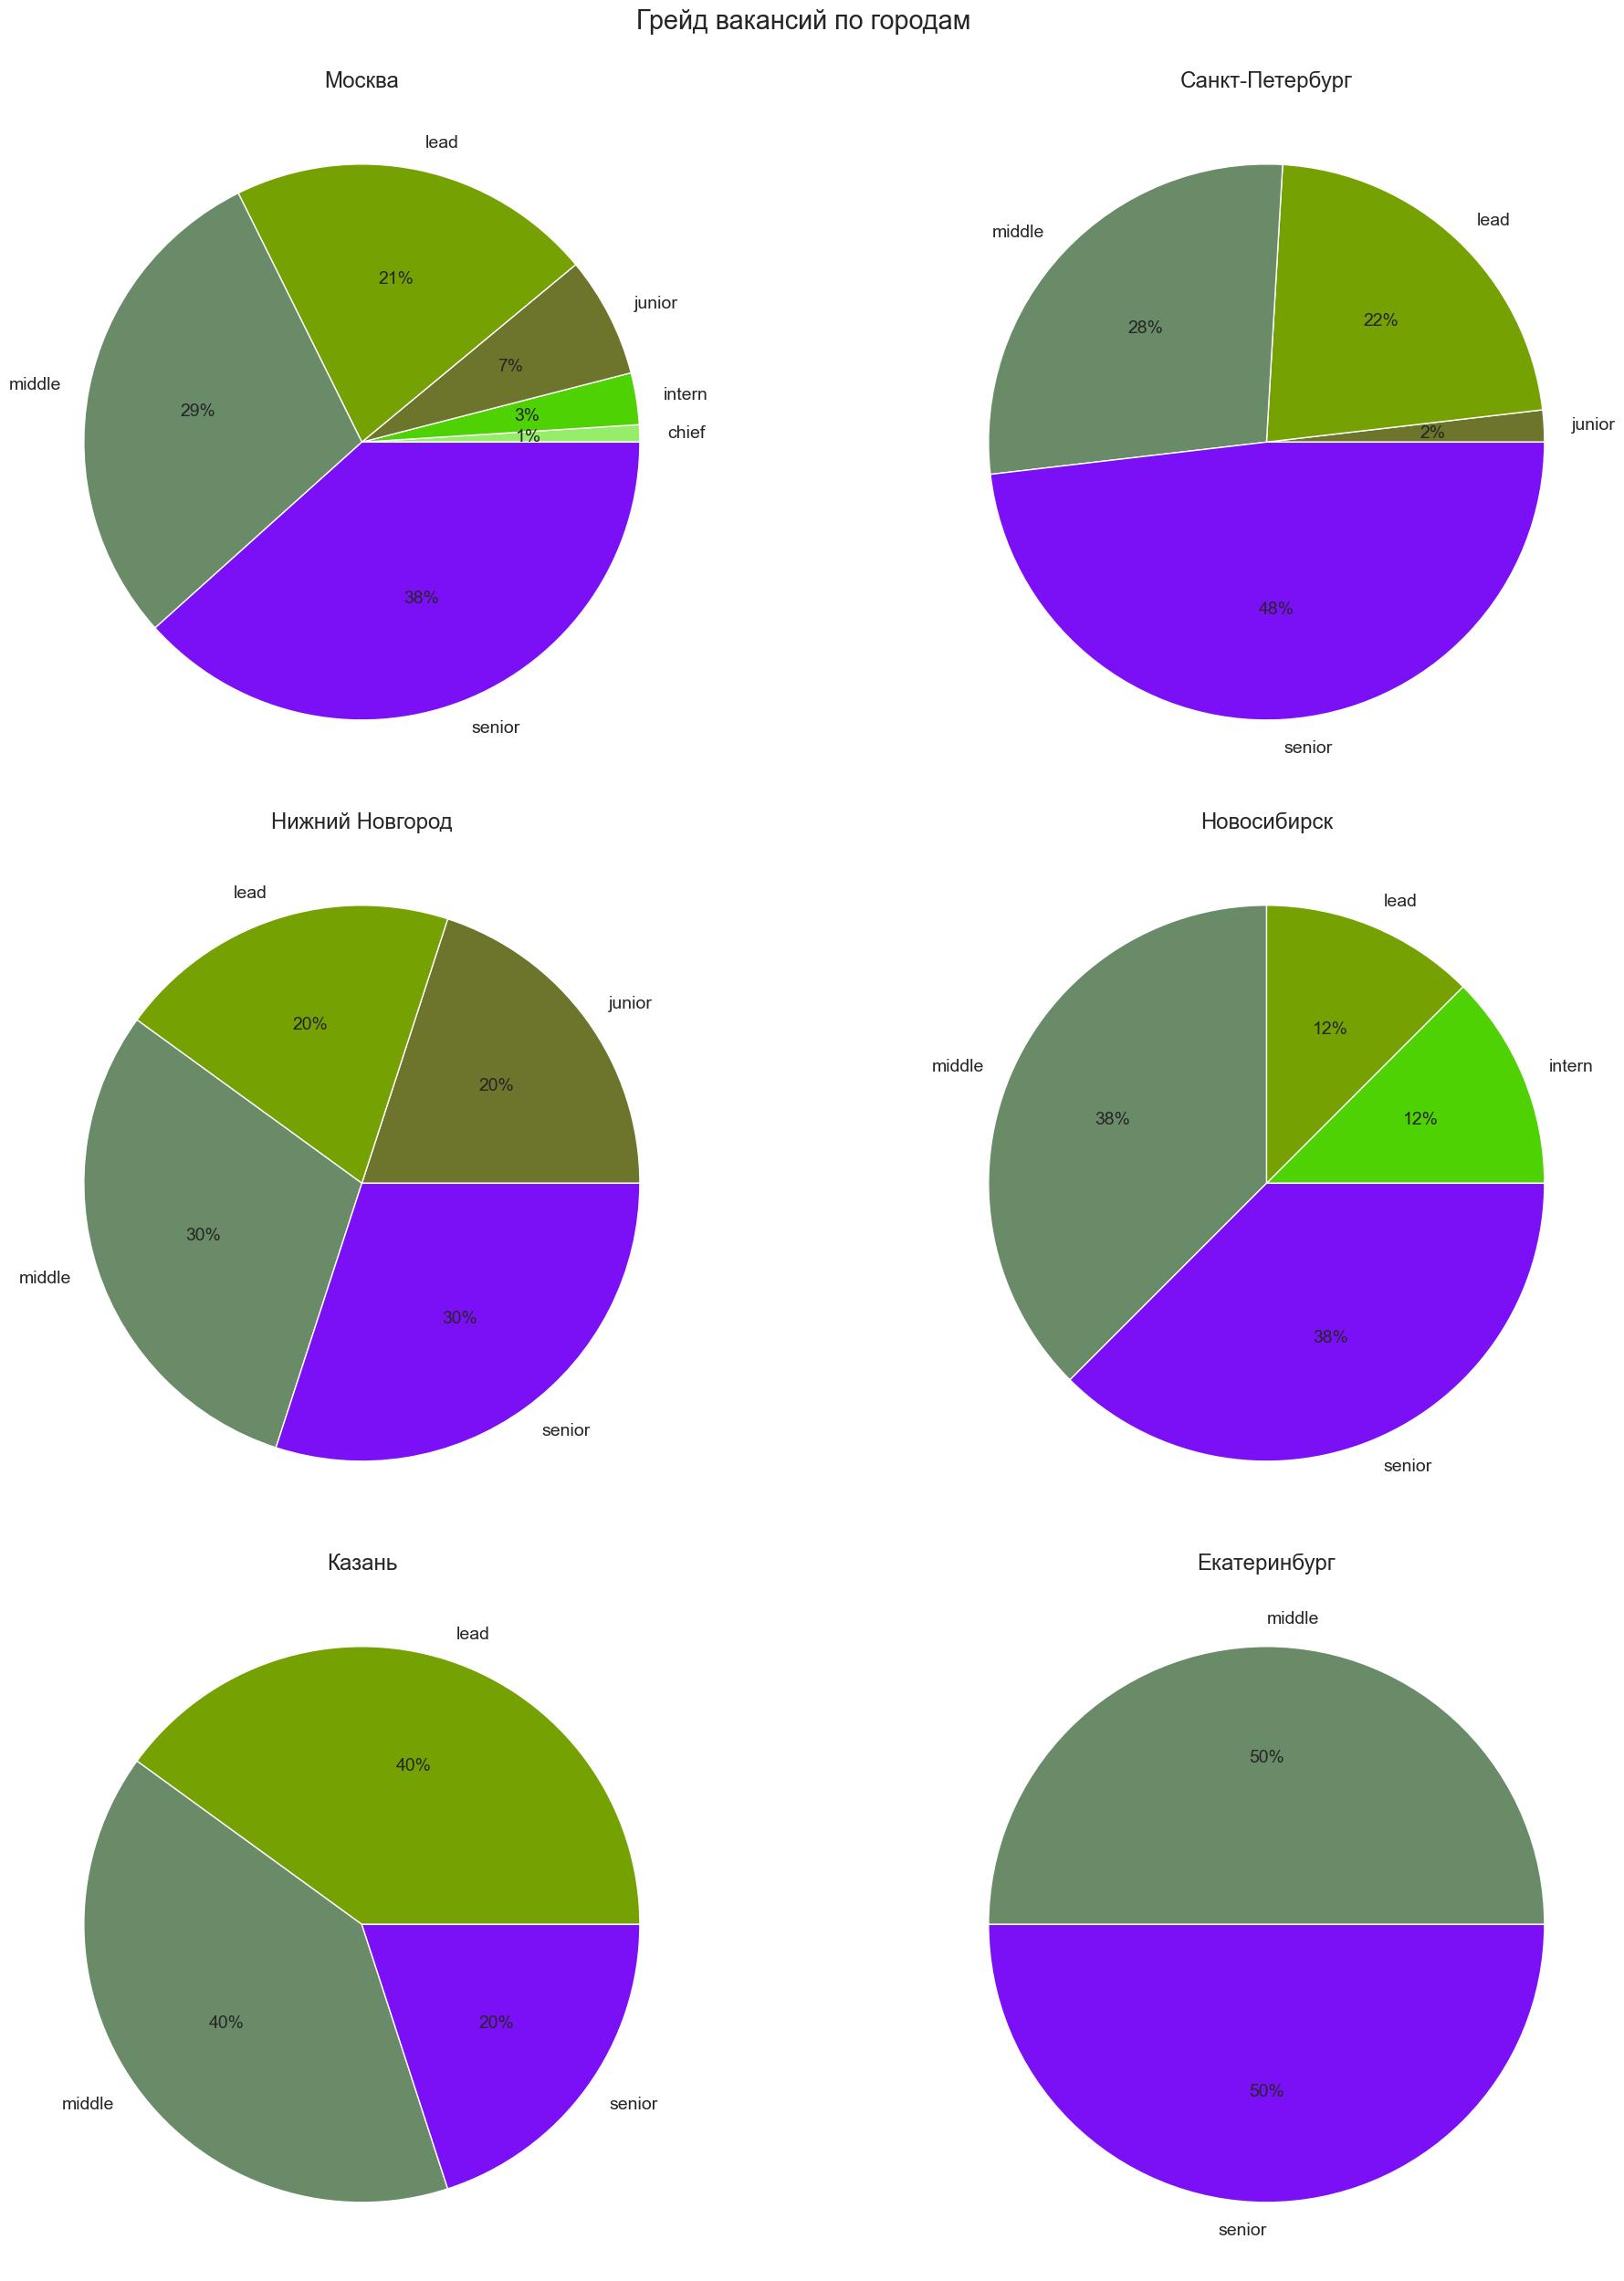 Грейд вакансий по городам
Москва
lead
21%
junior
7%
middle
29%
intern
3%
chief
1%
38%
senior
Санкт-Петербург
lead
middle
22%
28%
junior
2%
48%
senior
Нижний Новгород
lead
junior
20%
20%
30%
middle
30%
senior
Новосибирск
lead
12%
middle
intern
38%
12%
38%
senior
Казань
lead
40%
40%
20%
middle
senior
Екатеринбург
middle
50%
50%
senior